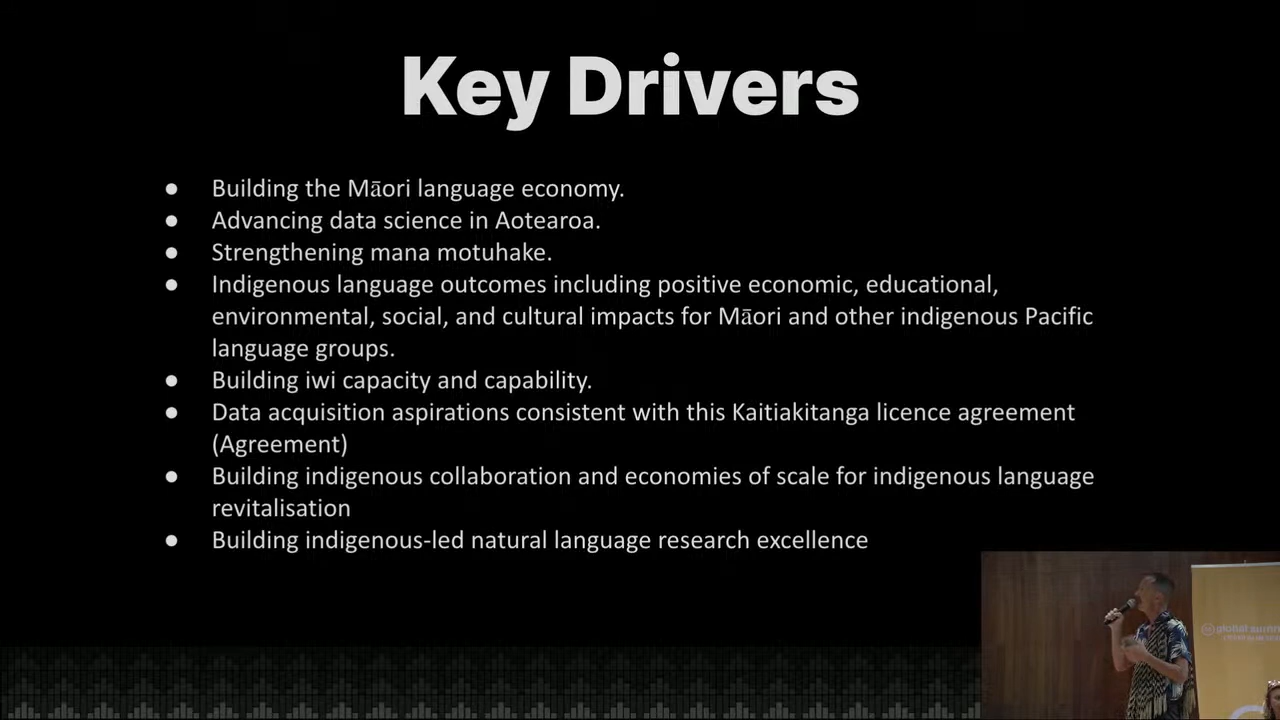 Key Drivers
● Building the Māori language economy.
● Advancing data science in Aotearoa.
● Strengthening mana motuhake.
● Indigenous language outcomes including positive economic, educational,
environmental, social, and cultural impacts for Māori and other indigenous Pacific
language groups.
● Building iwi capacity and capability.
● Data acquisition aspirations consistent with this Kaitiakitanga licence agreement
(Agreement)
● Building indigenous collaboration and economies of scale for indigenous language
revitalisation
● Building indigenous-led natural language research excellence
global